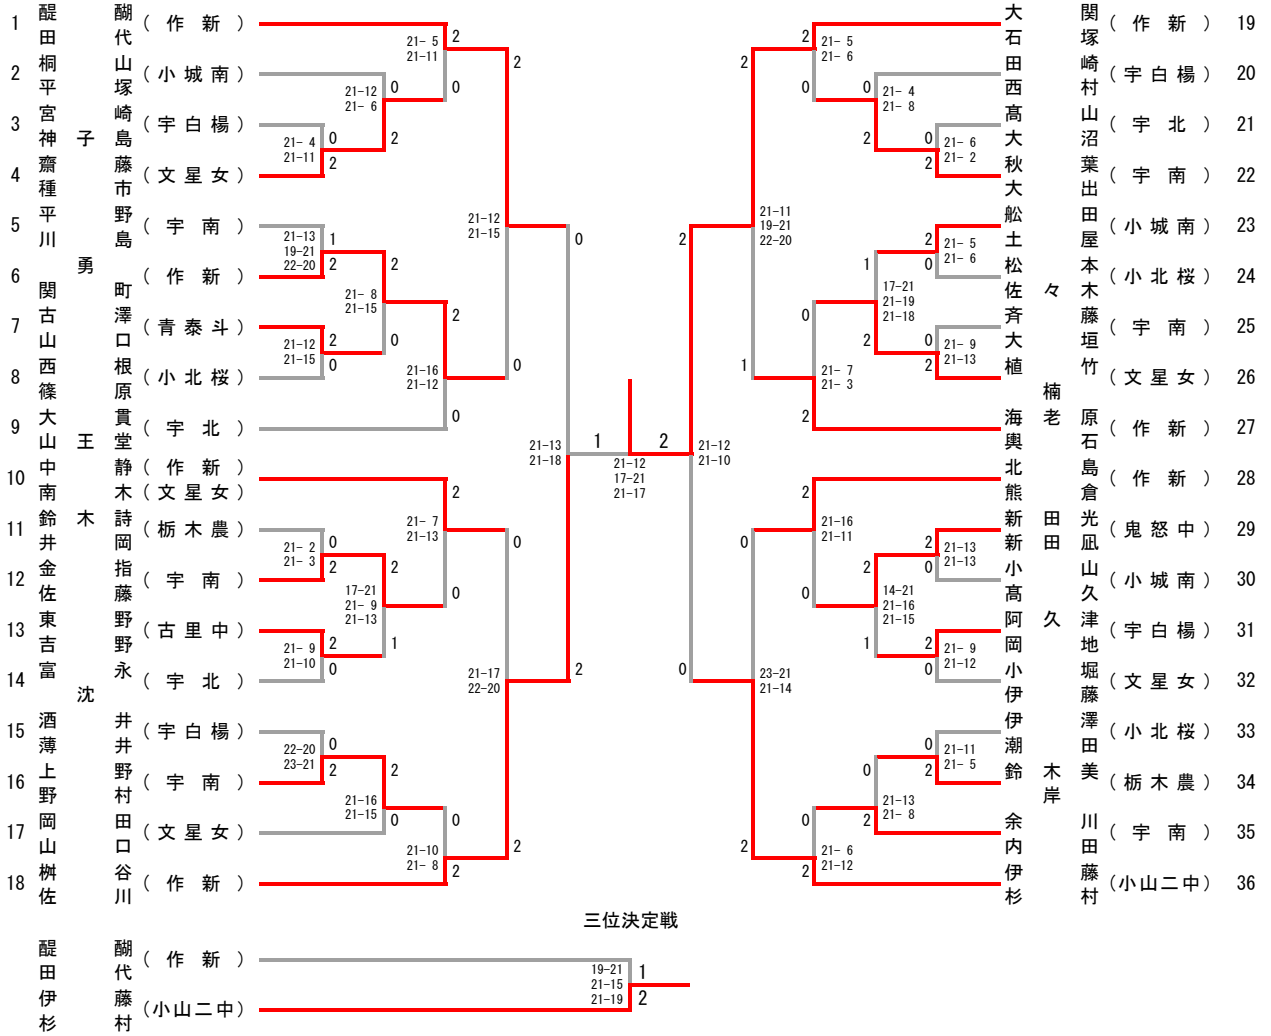 1 醍醐 田代 (作新)
2 桐山 平塚 (小城南)
3 宮崎 神子島 (宇白楊)
4 齋藤 種市 (文星女)
5 平野 川島 (宇南)
6 勇 関町 (作新)
7 古澤 山口 (青泰斗)
8 西根 篠原 (小北桜)
9 大貫 山王堂 (宇北)
10 中静 (作新) 南木 (文星女)
11 鈴木詩 井岡 (栃木農)
12 金指 佐藤 (宇南)
13 東野 吉野 (古里中)
14 富永 沈 (宇北)
15 酒井 薄井 (宇白楊)
16 上野 野村 (宇南)
17 岡田 山口 (文星女)
18 桝谷 佐川 (作新)
21- 5 21-11 2 0
21-12 21- 6 0 2
21- 4 21-11 0 2
21-13 19-21 22-20 1 2
21- 8 21-15 2 0
21-12 21-15 2 0
21-16 21-12 2 0
21-12 21-15 2 0
21- 7 21-13 2 0
21- 2 21- 3 0 2
17-21 21- 9 21-13 2 1
21- 9 21-10 2 0
22-20 23-21 0 2
21-16 21-15 2 0
21-10 21- 8 0 2
21-17 22-20 0 2
21-13 21-18 0 2
1 2
21-12 17-21 21-17
大関 石塚 (作新) 19
田崎 西村 (宇白楊) 20
髙山 大沼 (宇北) 21
秋葉 大出 (宇南) 22
舩田 土屋 (小城南) 23
松本 佐々木 (小北桜) 24
斉藤 大垣 (宇南) 25
植竹 楠 (文星女) 26
海老原 輿石 (作新) 27
北島 熊倉 (作新) 28
新田光 新田凪 (鬼怒中) 29
小山 髙久 (小城南) 30
阿久津 岡地 (宇白楊) 31
小堀 伊藤 (文星女) 32
伊澤 潮田 (小北桜) 33
鈴木美 岸 (栃木農) 34
余川 内田 (宇南) 35
伊藤 杉村 (小山二中) 36
2 0 21- 5 21- 6
0 2 21- 4 21- 8
0 2 21- 6 21- 2
2 0 21- 5 21- 6
1 2 17-21 21-19 21-18
0 2 21- 9 21-13
0 2 21- 7 21- 3
2 1 21-11 19-21 22-20
2 0 21-16 21-11
2 0 21-13 21-13
2 1 14-21 21-16 21-15
2 0 21- 9 21-12
0 2 21-11 21- 5
0 2 21-13 21- 8
0 2 21- 6 21-12
0 2 23-21 21-14
2 0 21-12 21-10
三位決定戦
醍醐 田代 (作新)
伊藤 杉村 (小山二中)
19-21 21-15 21-19 1 2